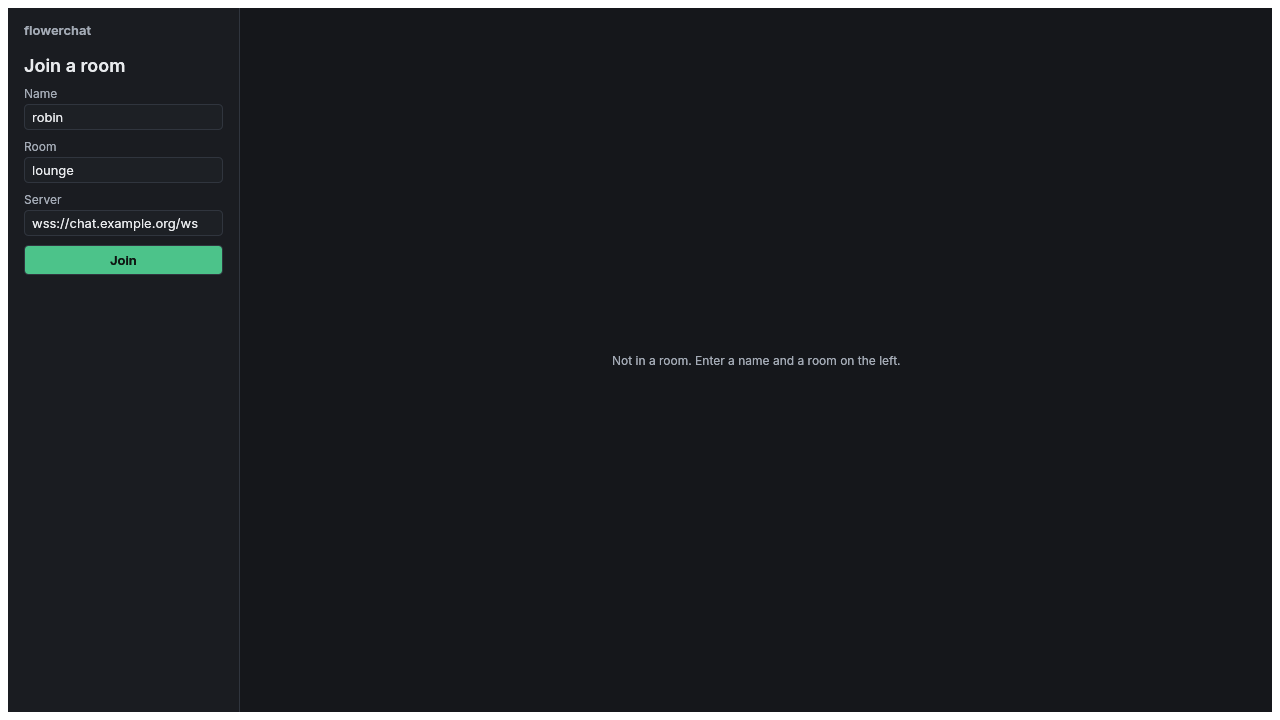 flowerchat
Join a room
Name
robin
Room
lounge
Server
wss://chat.example.org/ws
Join
Not in a room. Enter a name and a room on the left.